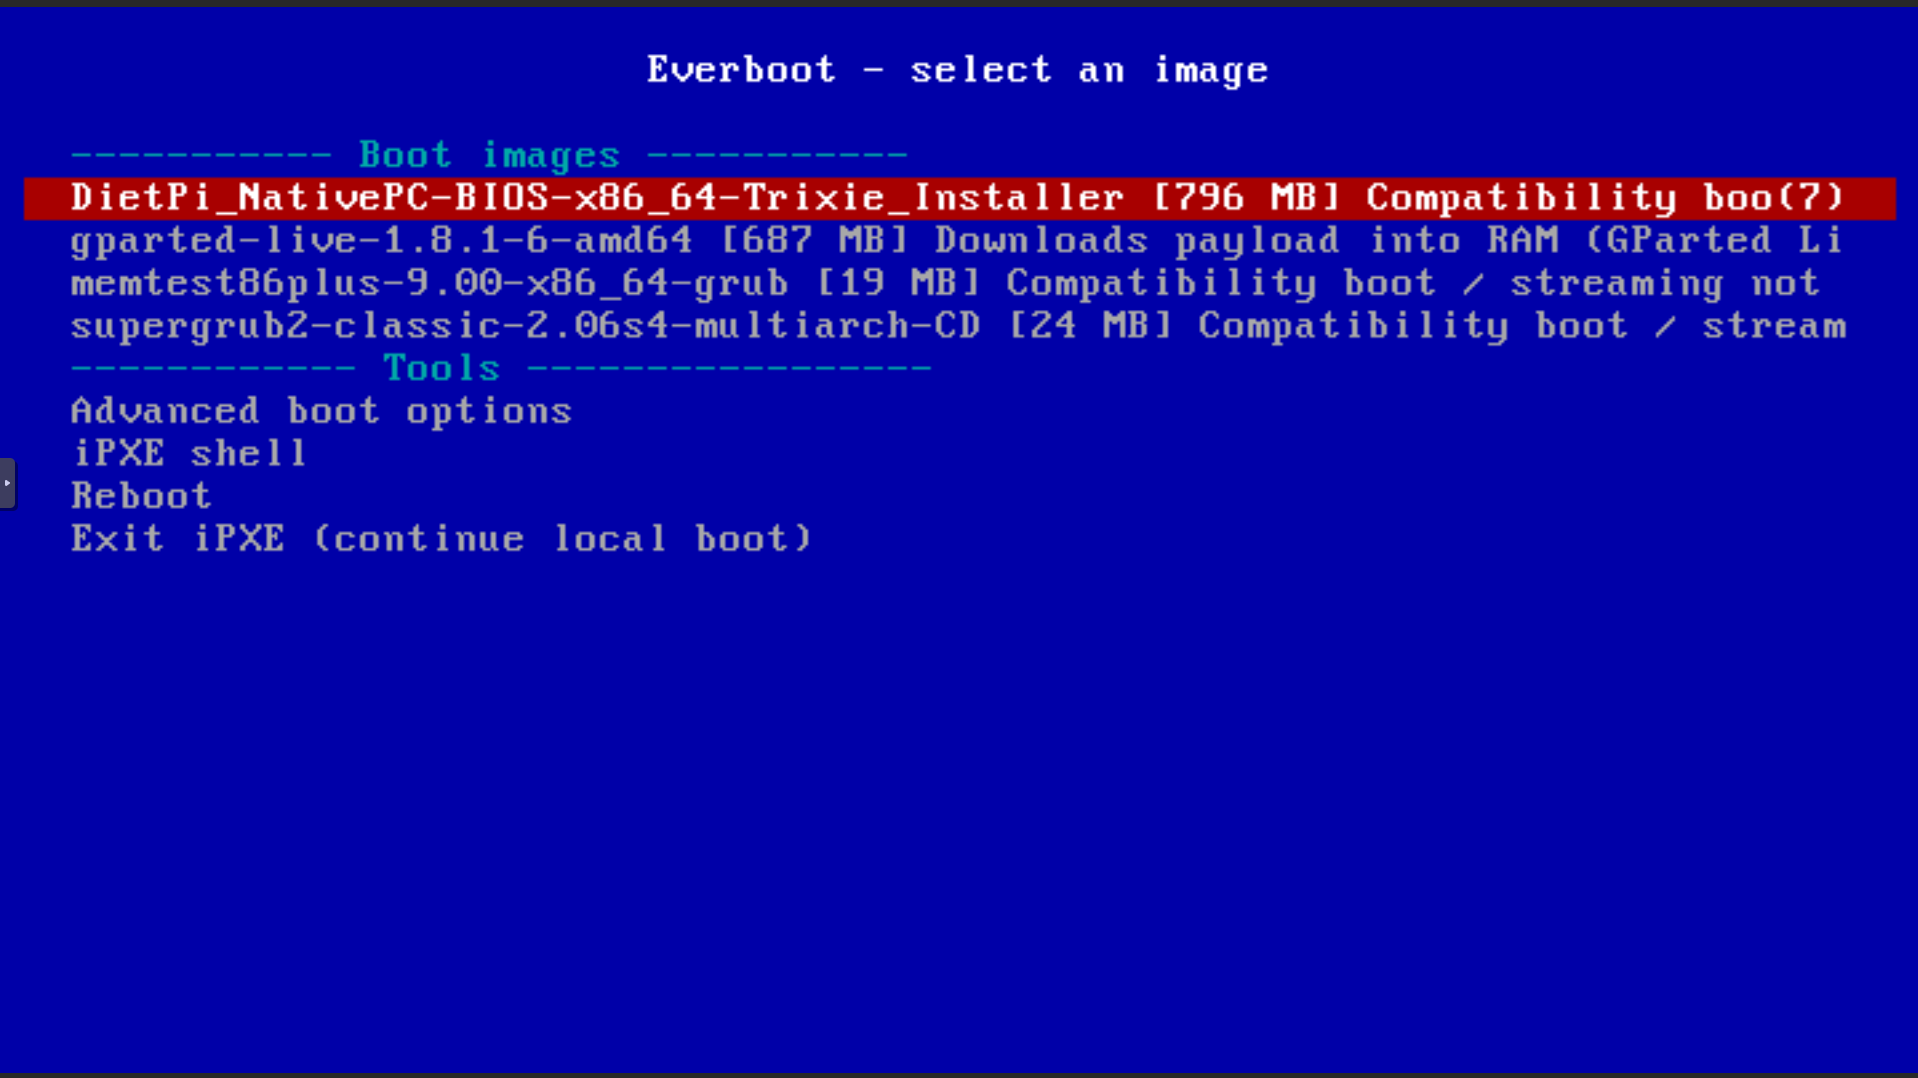 Everboot - select an image
----------- Boot images -----------
DietPi_NativePC-BIOS-x86_64-Trixie_Installer [796 MB] Compatibility boo(7)
gparted-live-1.8.1-6-amd64 [687 MB] Downloads payload into RAM (GParted Li
memtest86plus-9.00-x86_64-grub [19 MB] Compatibility boot / streaming not
supergrub2-classic-2.06s4-multiarch-CD [24 MB] Compatibility boot / stream
------------ Tools -----------------
Advanced boot options
iPXE shell
Reboot
Exit iPXE (continue local boot)